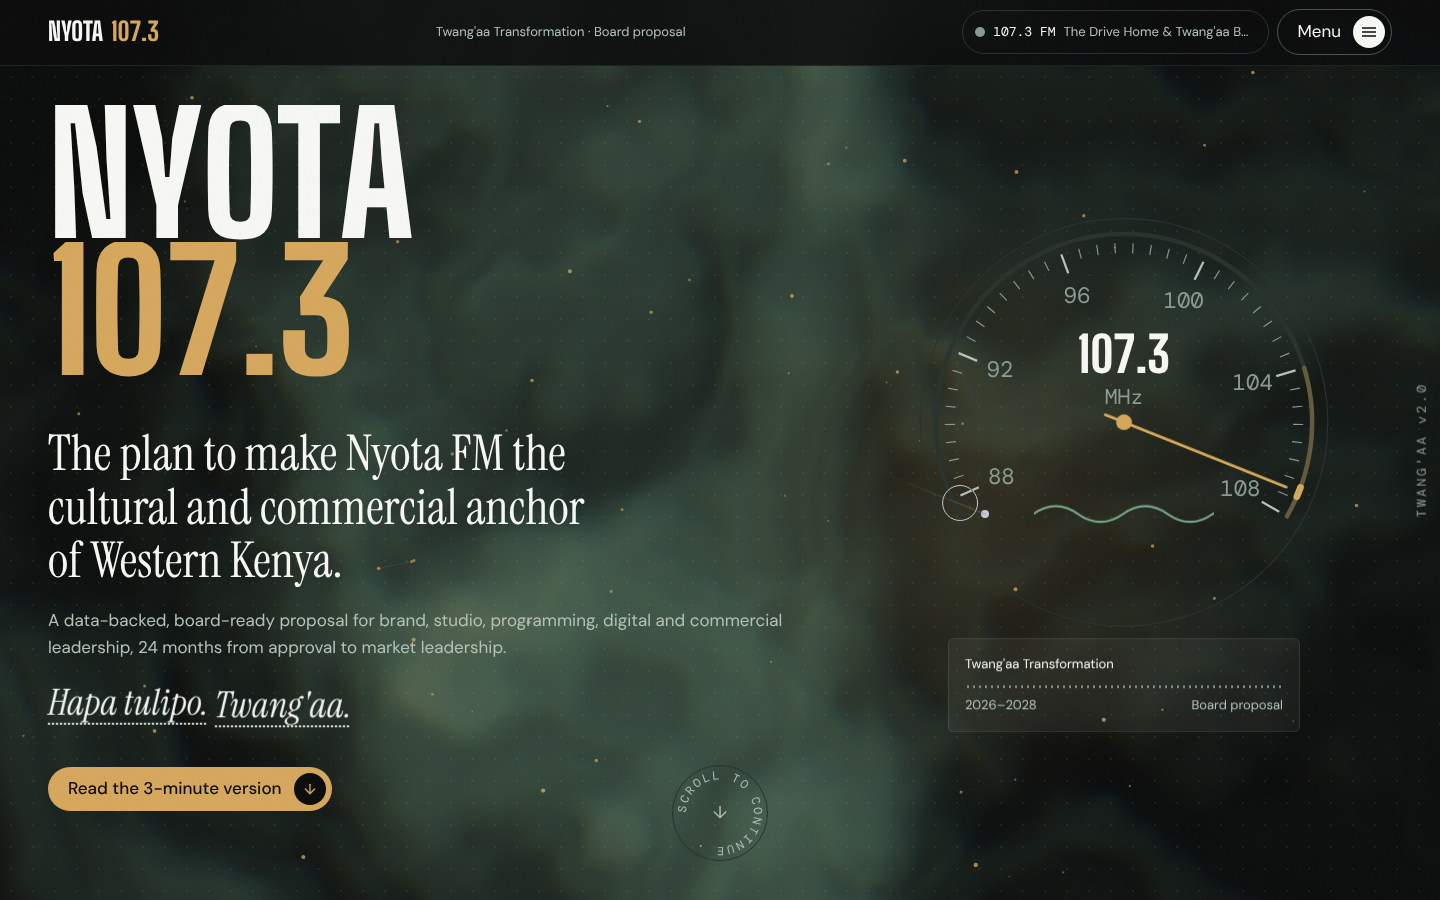 NYOTA 107.3
Twang'aa Transformation · Board proposal
107.3 FM The Drive Home & Twang'aa B...
Menu
NYOTA
107.3
The plan to make Nyota FM the
cultural and commercial anchor
of Western Kenya.
A data-backed, board-ready proposal for brand, studio, programming, digital and commercial
leadership, 24 months from approval to market leadership.
Hapa tulipo. Twang'aa.
Read the 3-minute version
SCROLL TO CONTINUE ·
88
92
96
100
104
108
107.3
MHz
Twang'aa Transformation
2026–2028 Board proposal
TWANG'AA v2.0